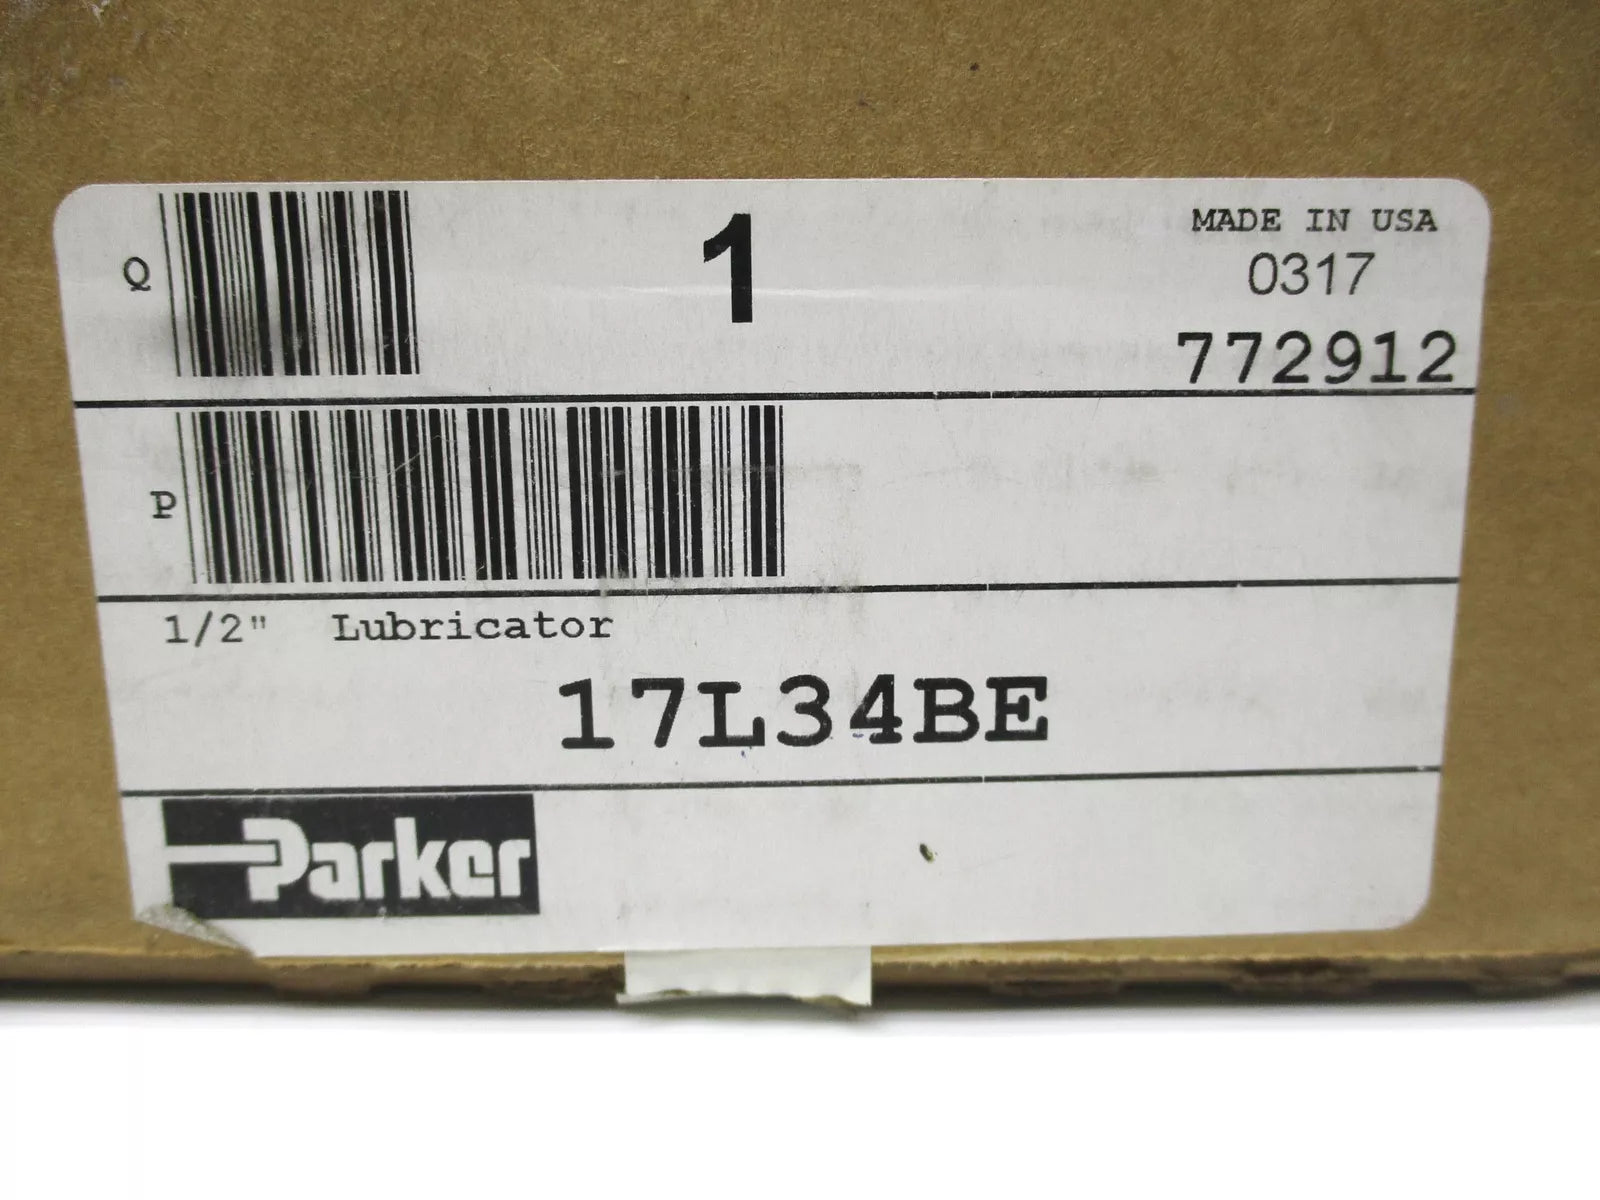 Q
1
MADE IN USA
0317
772912
P
1/2" Lubricator
17L34BE
Parker